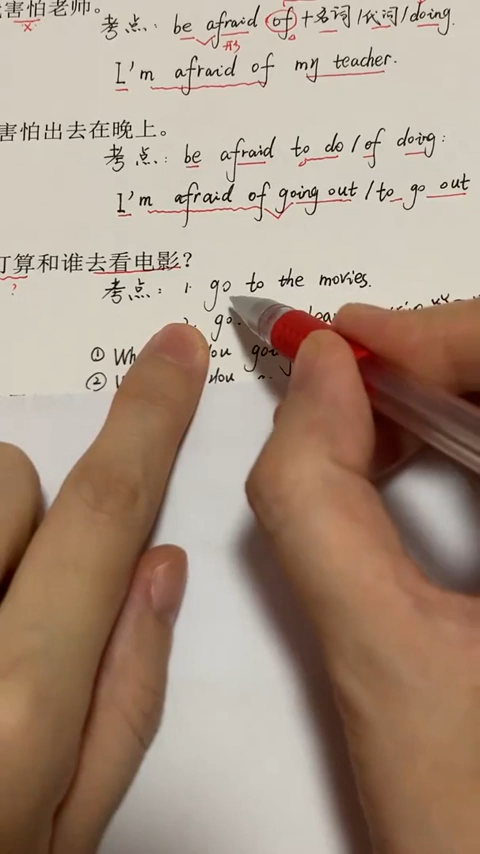 害怕老师。
考点: be afraid of + 名词 / 代词 / doing.
形
I'm afraid of my teacher.
害怕出去在晚上。
考点: be afraid to do / of doing:
I'm afraid of going out / to go out
打算和谁去看电影?
?
考点: 1. go to the movies.
2. go
① Wh you go
② you